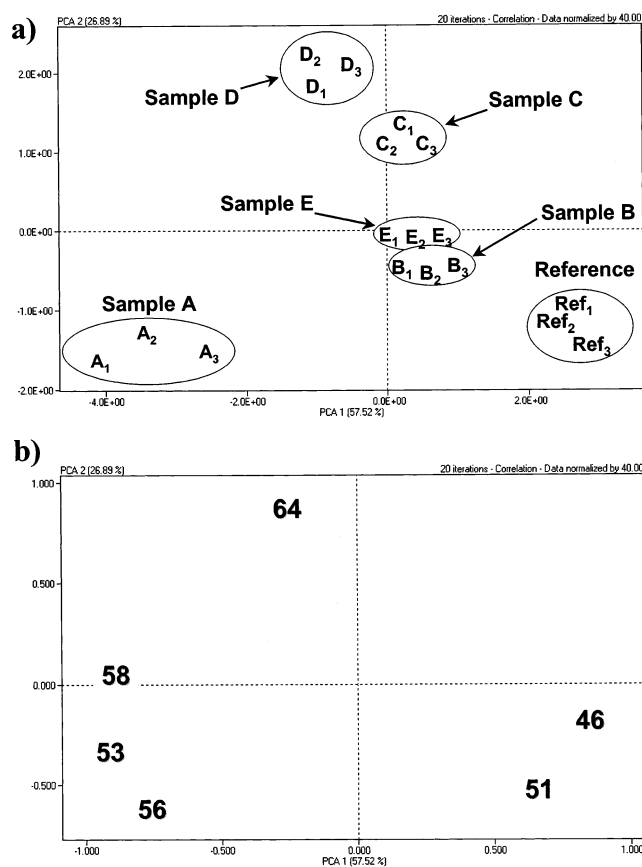 a)
PCA 2 (26.89 %)
20 iterations - Correlation - Data normalized by 40.00
2.0E+00
D2
D3
D1
Sample D
Sample C
1.0E+00
C1
C2
C3
Sample E
0.0E+00
E1 E2 E3
Sample B
B1 B2 B3
Reference
-1.0E+00
Sample A
Ref1
Ref2
Ref3
A2
A1
A3
-2.0E+00
-4.0E+00
-2.0E+00
0.0E+00
2.0E+00
PCA 1 (57.52 %)
b)
PCA 2 (26.89 %)
20 iterations - Correlation - Data normalized by 40.00
1.000
64
0.500
58
0.000
46
53
51
-0.500
56
-1.000
-0.500
0.000
0.500
1.0
PCA 1 (57.52 %)